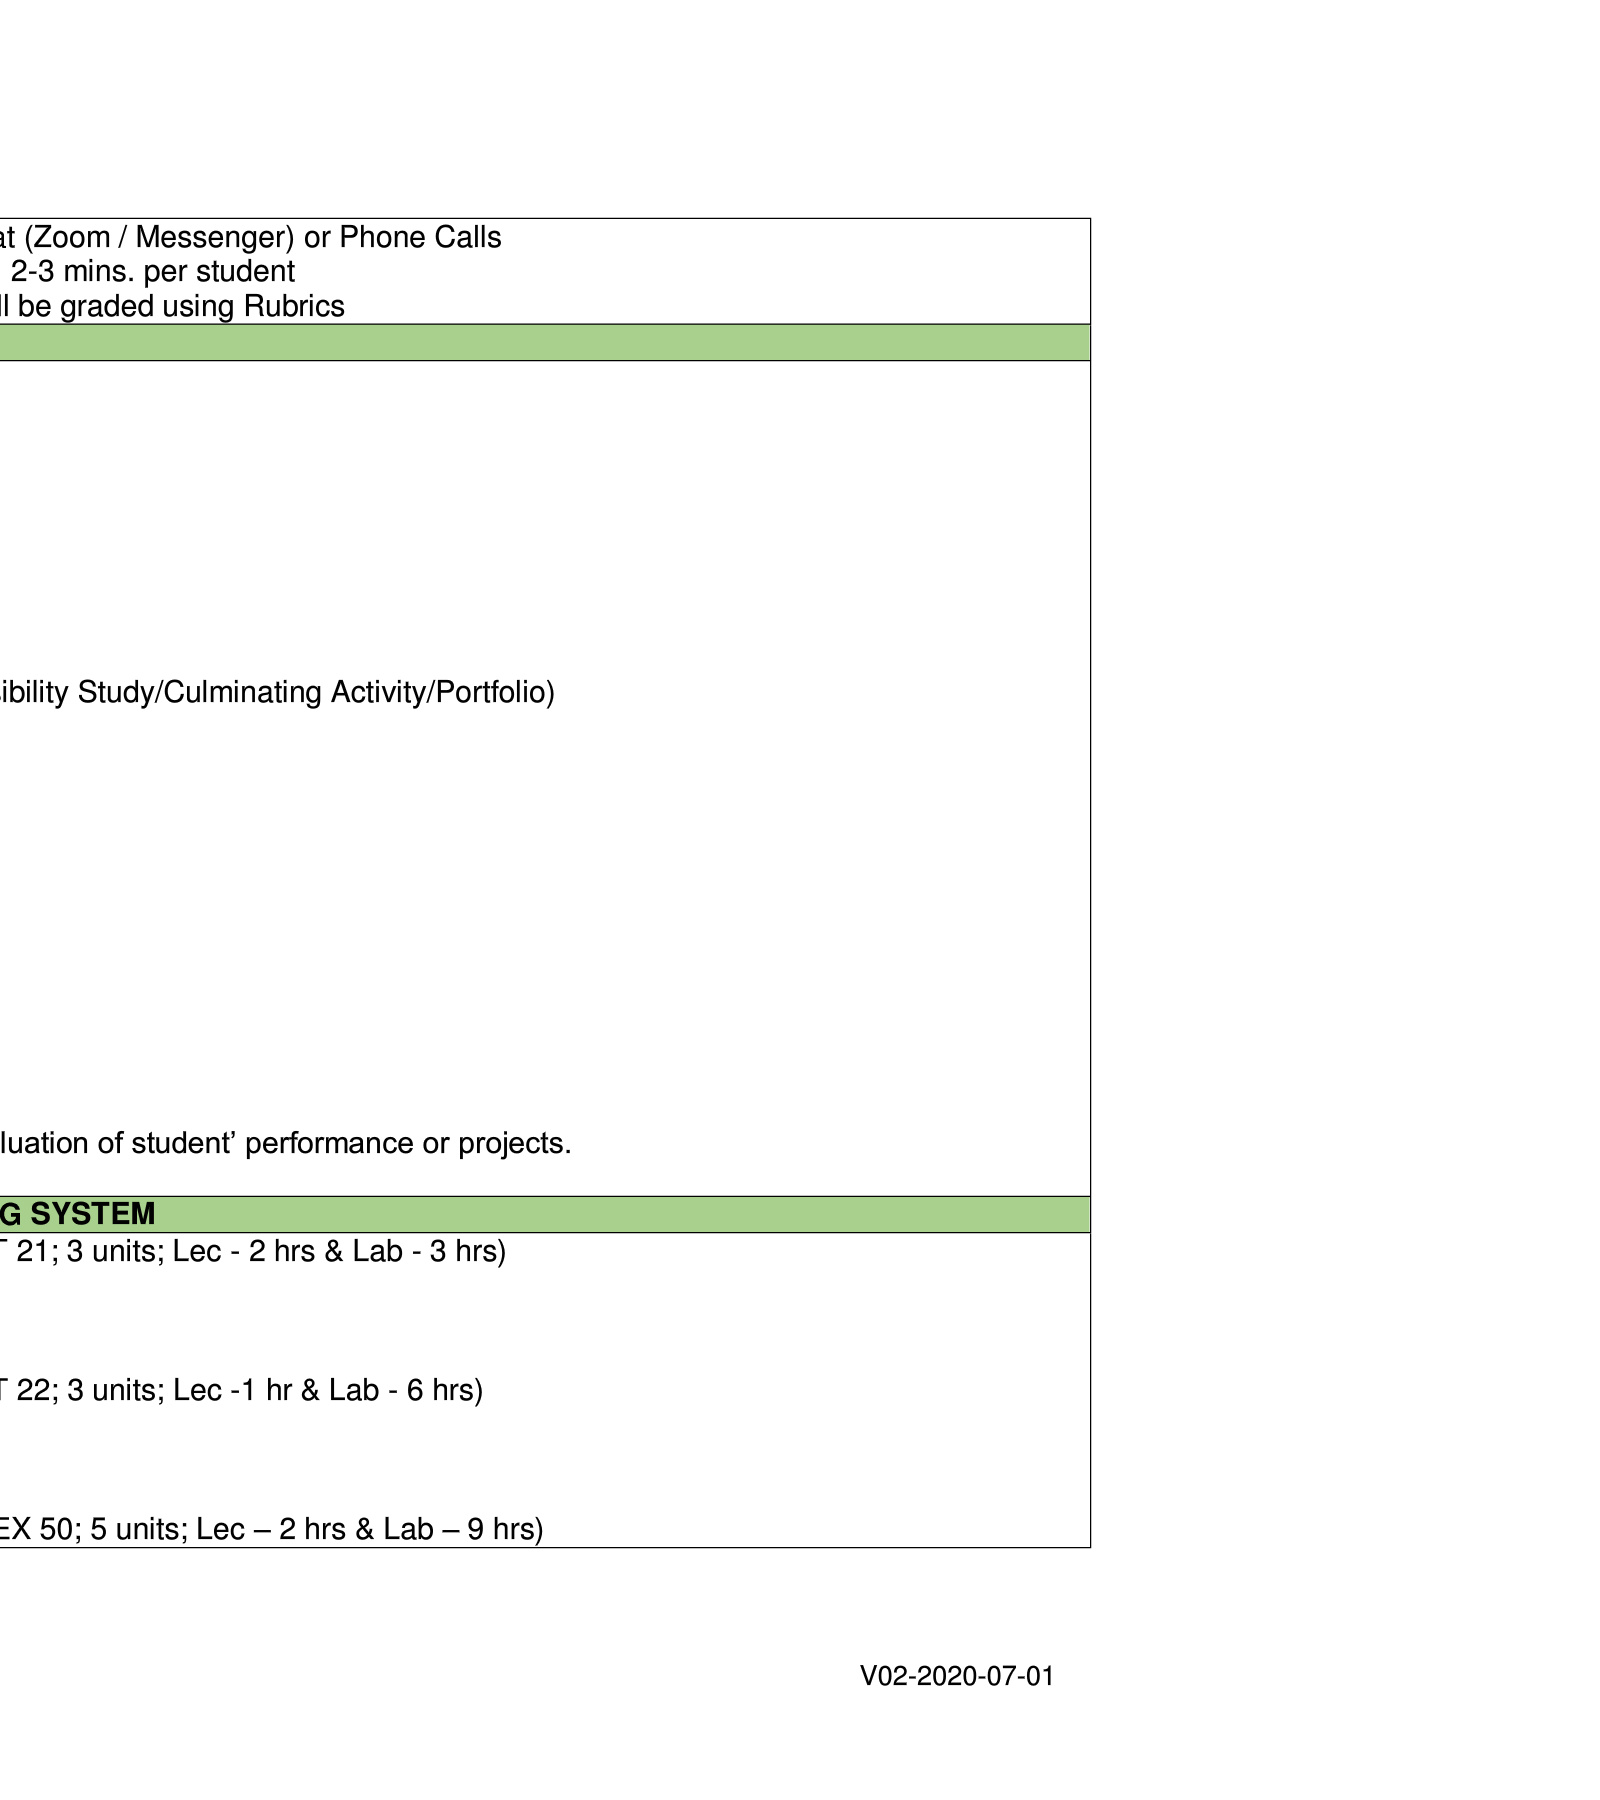 at (Zoom / Messenger) or Phone Calls
2-3 mins. per student
ll be graded using Rubrics
ibility Study/Culminating Activity/Portfolio)
luation of student’ performance or projects.
G SYSTEM
T 21; 3 units; Lec - 2 hrs & Lab - 3 hrs)
T 22; 3 units; Lec -1 hr & Lab - 6 hrs)
EX 50; 5 units; Lec – 2 hrs & Lab – 9 hrs)
V02-2020-07-01